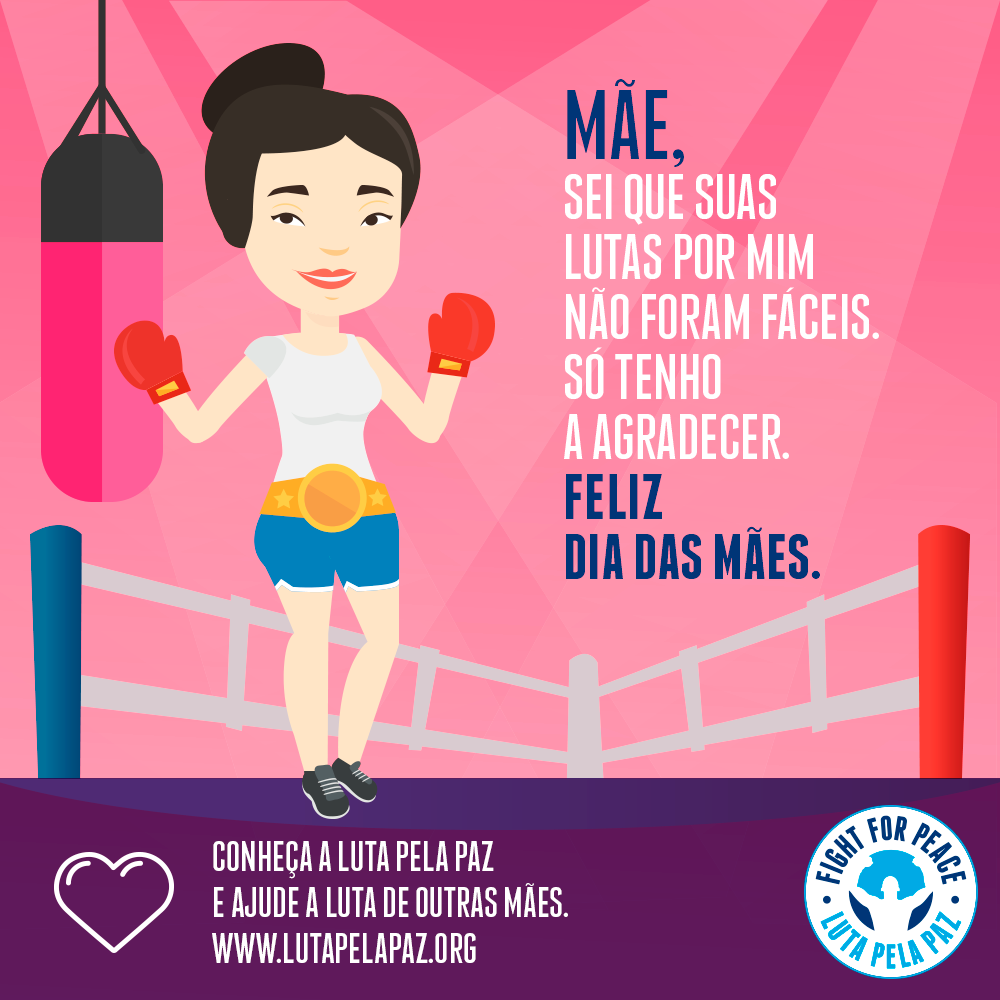 MÃE,
SEI QUE SUAS
LUTAS POR MIM
NÃO FORAM FÁCEIS.
SÓ TENHO
A AGRADECER.
FELIZ
DIA DAS MÃES.
CONHEÇA A LUTA PELA PAZ
E AJUDE A LUTA DE OUTRAS MÃES.
WWW.LUTAPELAPAZ.ORG
FIGHT FOR PEACE
LUTA PELA PAZ